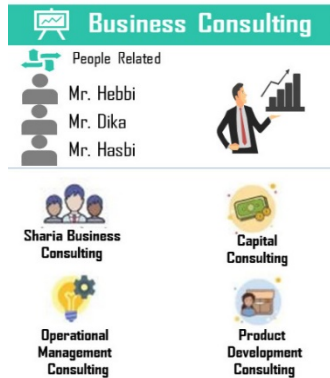 Business Consulting
People Related
Mr. Hebbi
Mr. Dika
Mr. Hasbi
Sharia Business
Consulting
Capital
Consulting
Operational
Management
Consulting
Product
Development
Consulting